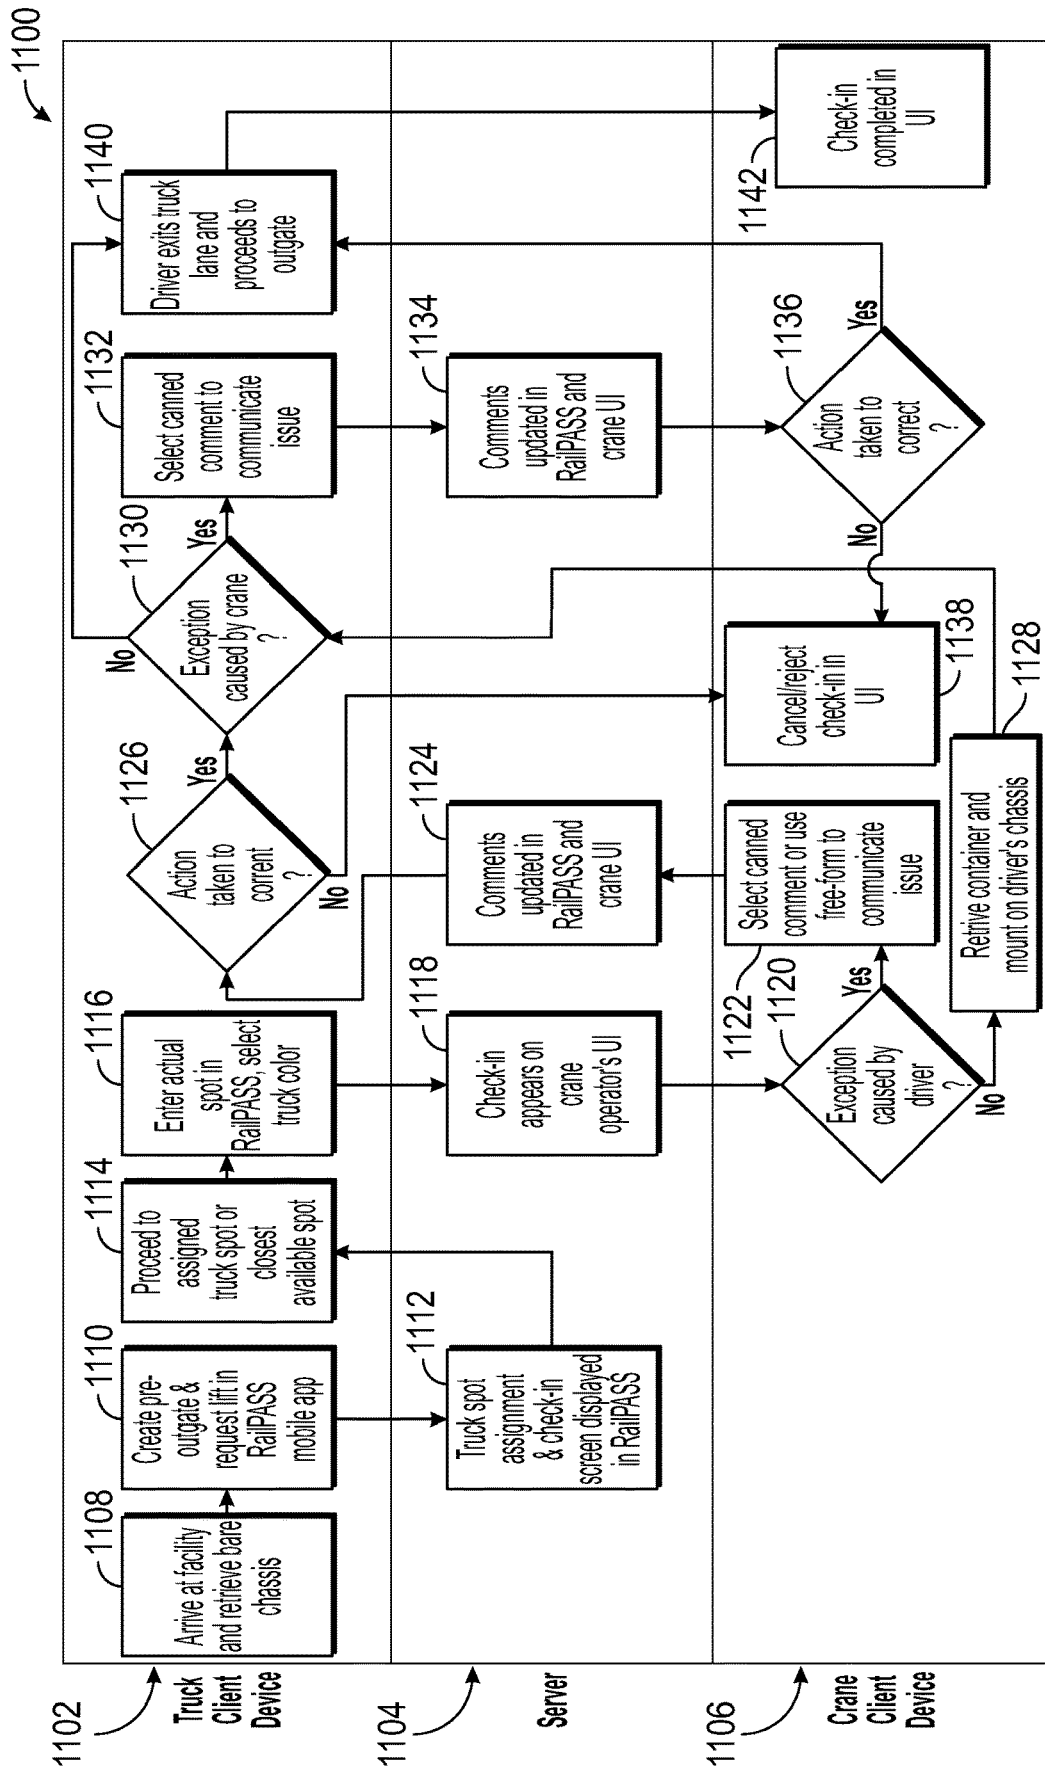 1100
1102
Truck
Client
Device
1108
Arrive at facility
and retrieve bare
chassis
1110
Create pre-
outgate &
request lift in
RailPASS
mobile app
1114
Proceed to
assigned
truck spot or
closest
available spot
1116
Enter actual
spot in
RailPASS, select
truck color
1126
Action
taken to
corrent
?
Yes
No
1130
Exception
caused by crane
?
Yes
No
1132
Select canned
comment to
communicate
issue
1140
Driver exits truck
lane and
proceeds to
outgate
1104
Server
1112
Truck spot
assignment
& check-in
screen displayed
in RailPASS
1118
Check-in
appears on
crane
operator's UI
1124
Comments
updated in
RailPASS and
crane UI
1134
Comments
updated in
RailPASS and
crane UI
1106
Crane
Client
Device
1120
Exception
caused by
driver
?
Yes
No
1122
Select canned
comment or use
free-form to
communicate
issue
1128
Retrive container and
mount on driver's chassis
1138
Cancel/reject
check-in in
UI
1136
Action
taken to
correct
?
Yes
No
1142
Check-in
completed in
UI